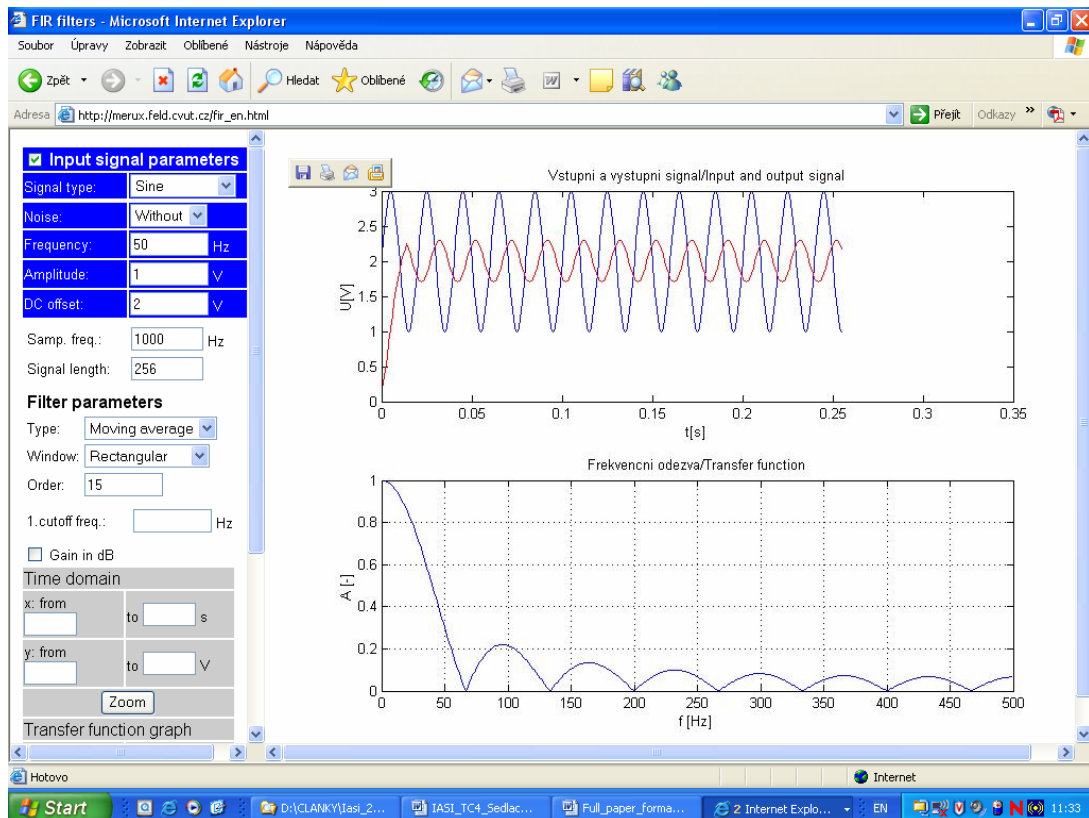 FIR filters - Microsoft Internet Explorer
Soubor Úpravy Zobrazit Oblíbené Nástroje Nápověda
Zpět Hledat Oblíbené
Adresa http://merux.feld.cvut.cz/fir_en.html Přejít Odkazy »
Input signal parameters
Signal type: Sine
Noise: Without
Frequency: 50 Hz
Amplitude: 1 V
DC offset: 2 V
Samp. freq.: 1000 Hz
Signal length: 256
Filter parameters
Type: Moving average
Window: Rectangular
Order: 15
1.cutoff freq.: Hz
Gain in dB
Time domain
x: from to s
y: from to V
Zoom
Transfer function graph
Vstupni a vystupni signal/Input and output signal
3
2.5
2
1.5
1
0.5
0
U[V]
0 0.05 0.1 0.15 0.2 0.25 0.3 0.35
t[s]
Frekvencni odezva/Transfer function
1
0.8
0.6
0.4
0.2
0
A [-]
0 50 100 150 200 250 300 350 400 450 500
f [Hz]
Hotovo Internet
Start D:\CLANKY\Iasi_2... IASI_TC4_Sedlac... Full_paper_forma... 2 Internet Explo... EN 11:33